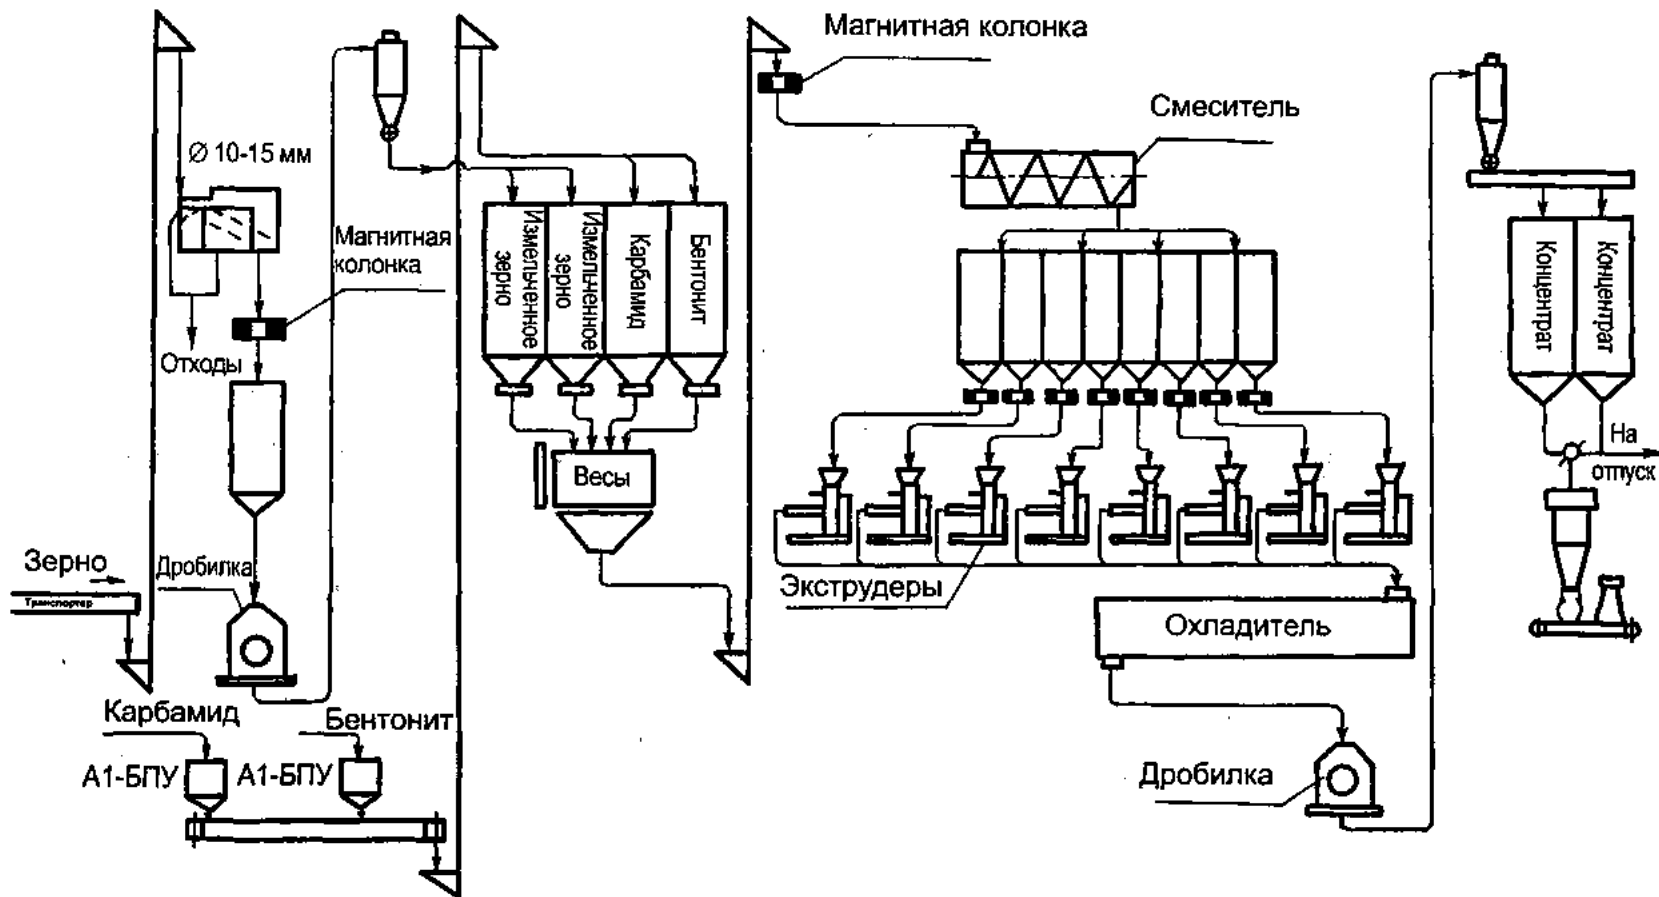 Магнитная колонка
Смеситель
Ø 10-15 мм
Магнитная
колонка
Отходы
Измельченное
зерно
Измельченное
зерно
Карбамид
Бентонит
Концентрат
Концентрат
На
отпуск
Весы
Зерно
Транспортер
Дробилка
Экструдеры
Охладитель
Карбамид
Бентонит
А1-БПУ
А1-БПУ
Дробилка